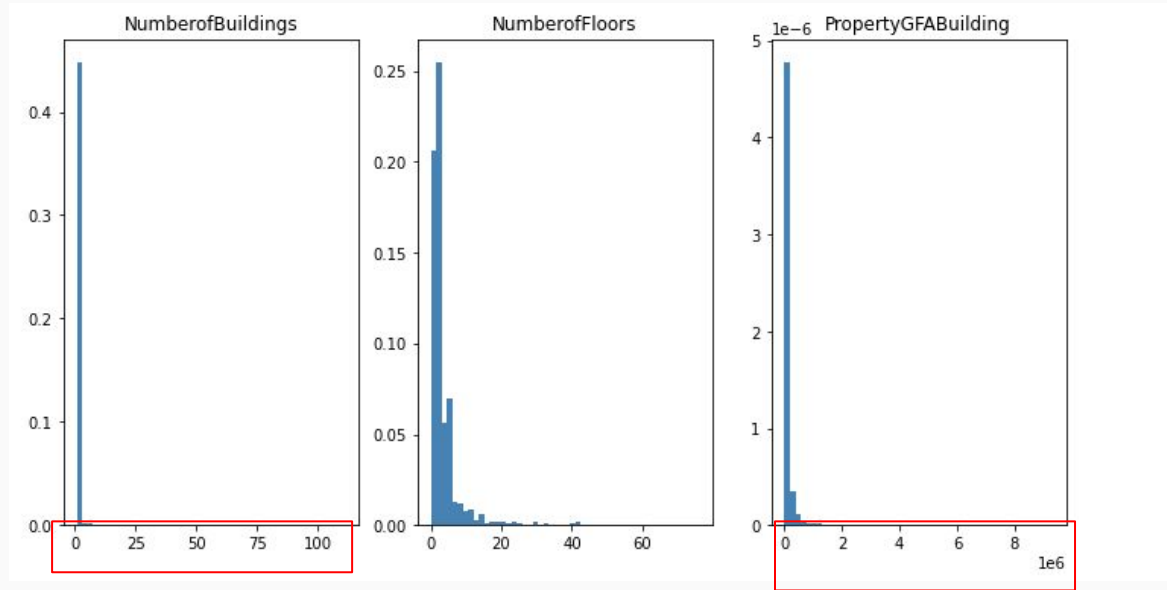 NumberofBuildings
0.4
0.3
0.2
0.1
0.0
0 25 50 75 100
NumberofFloors
0.25
0.20
0.15
0.10
0.05
0.00
0 20 40 60
1e−6 PropertyGFABuilding
5
4
3
2
1
0
0 2 4 6 8
1e6